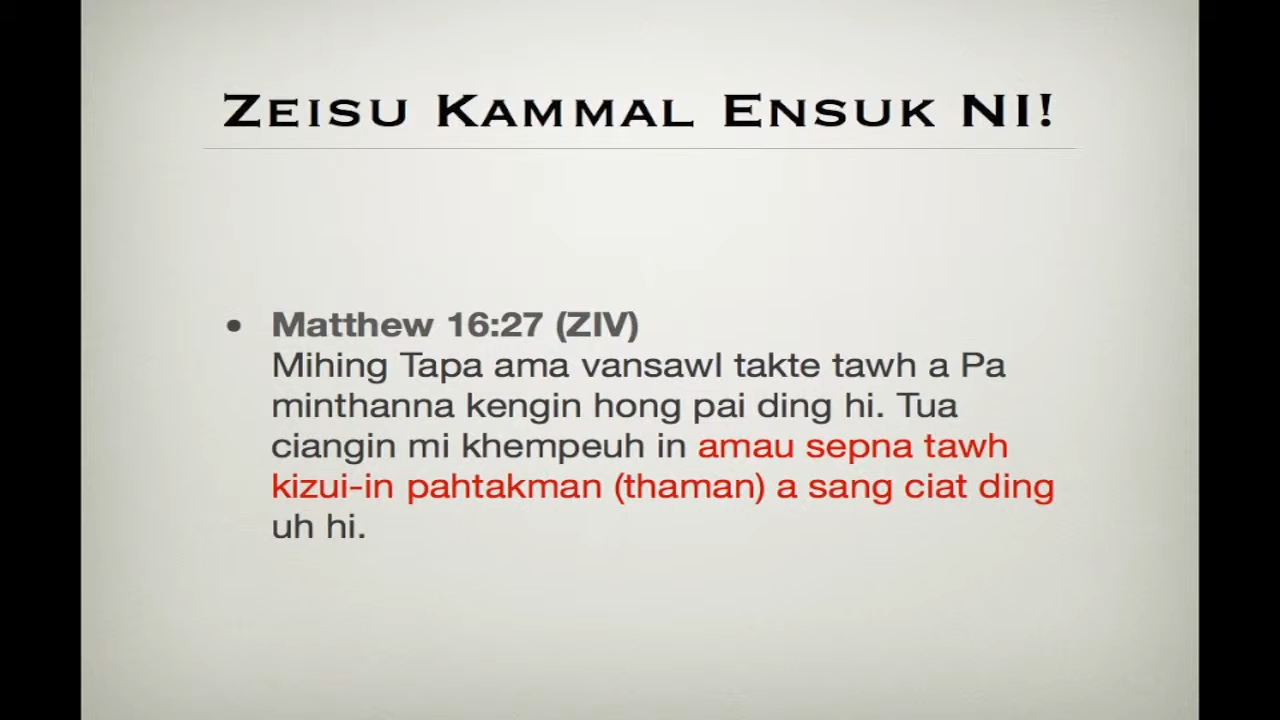 ZEISU KAMMAL ENSUK NI!
• Matthew 16:27 (ZIV)
Mihing Tapa ama vansawl takte tawh a Pa
minthanna kengin hong pai ding hi. Tua
ciangin mi khempeuh in amau sepna tawh
kizui-in pahtakman (thaman) a sang ciat ding
uh hi.